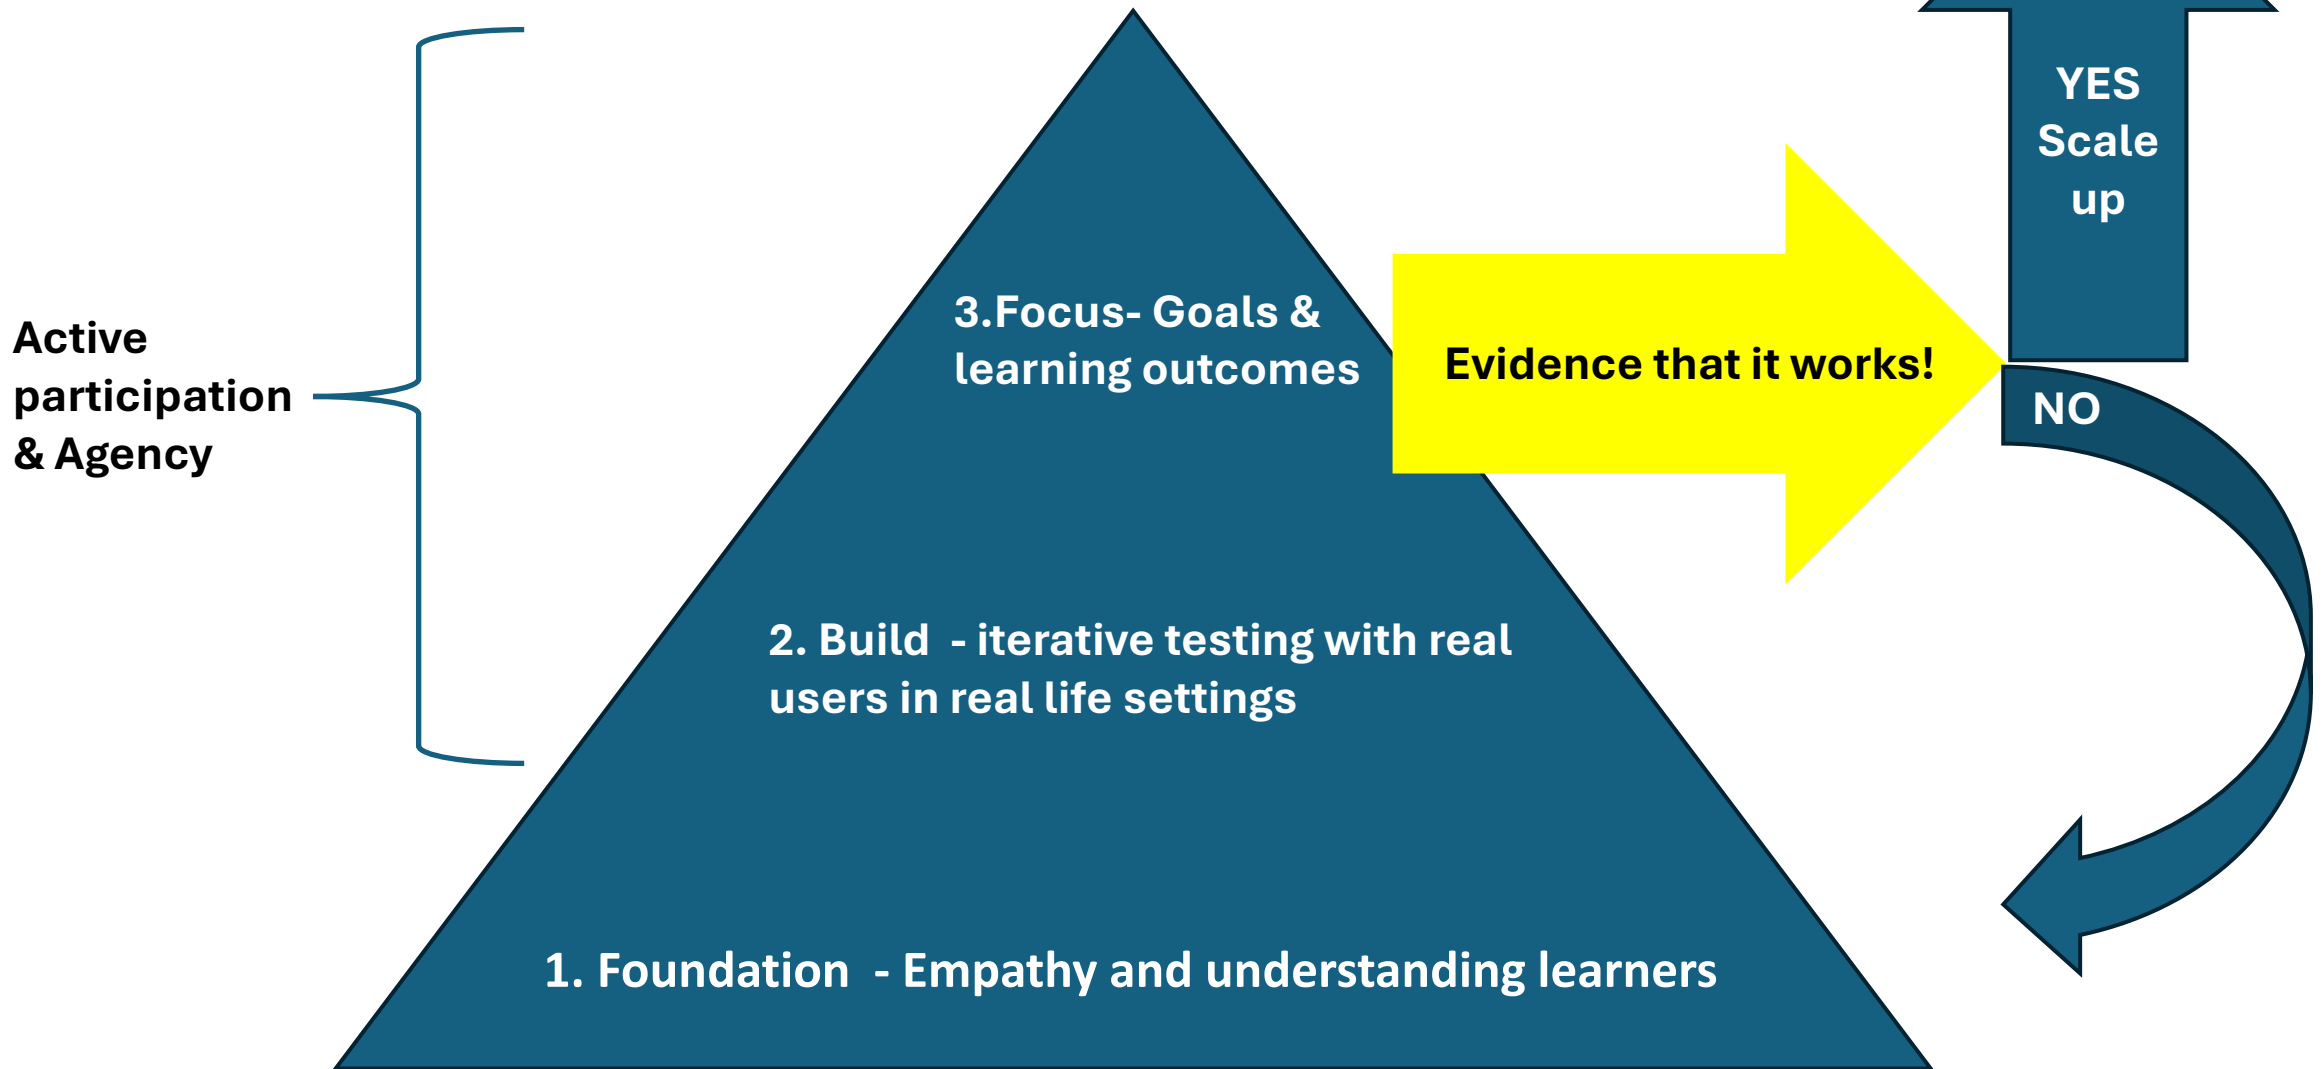 Active
participation
& Agency
3.Focus- Goals &
learning outcomes
2. Build  - iterative testing with real
users in real life settings
1. Foundation  - Empathy and understanding learners
Evidence that it works!
YES
Scale
up
NO